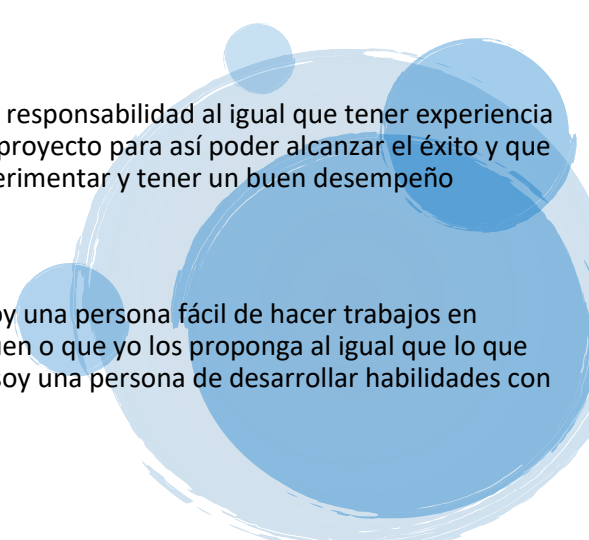 responsabilidad al igual que tener experiencia
proyecto para así poder alcanzar el éxito y que
erimentar y tener un buen desempeño
oy una persona fácil de hacer trabajos en
uen o que yo los proponga al igual que lo que
soy una persona de desarrollar habilidades con